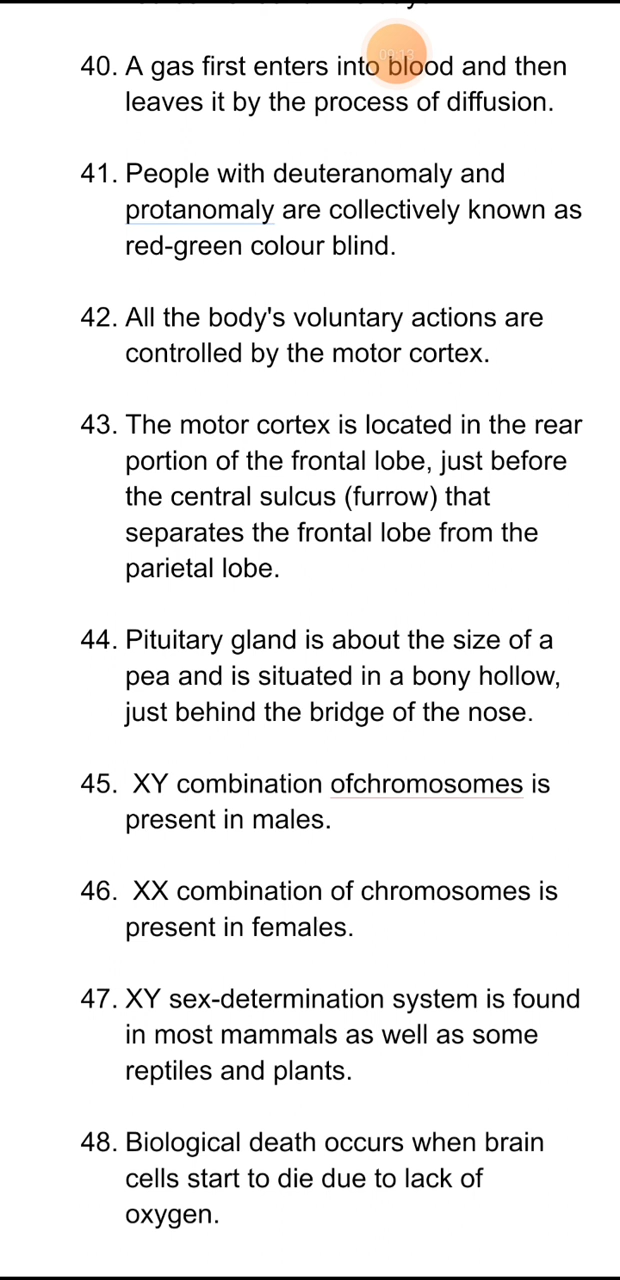 40. A gas first enters into blood and then
leaves it by the process of diffusion.
41. People with deuteranomaly and
protanomaly are collectively known as
red-green colour blind.
42. All the body's voluntary actions are
controlled by the motor cortex.
43. The motor cortex is located in the rear
portion of the frontal lobe, just before
the central sulcus (furrow) that
separates the frontal lobe from the
parietal lobe.
44. Pituitary gland is about the size of a
pea and is situated in a bony hollow,
just behind the bridge of the nose.
45. XY combination ofchromosomes is
present in males.
46. XX combination of chromosomes is
present in females.
47. XY sex-determination system is found
in most mammals as well as some
reptiles and plants.
48. Biological death occurs when brain
cells start to die due to lack of
oxygen.